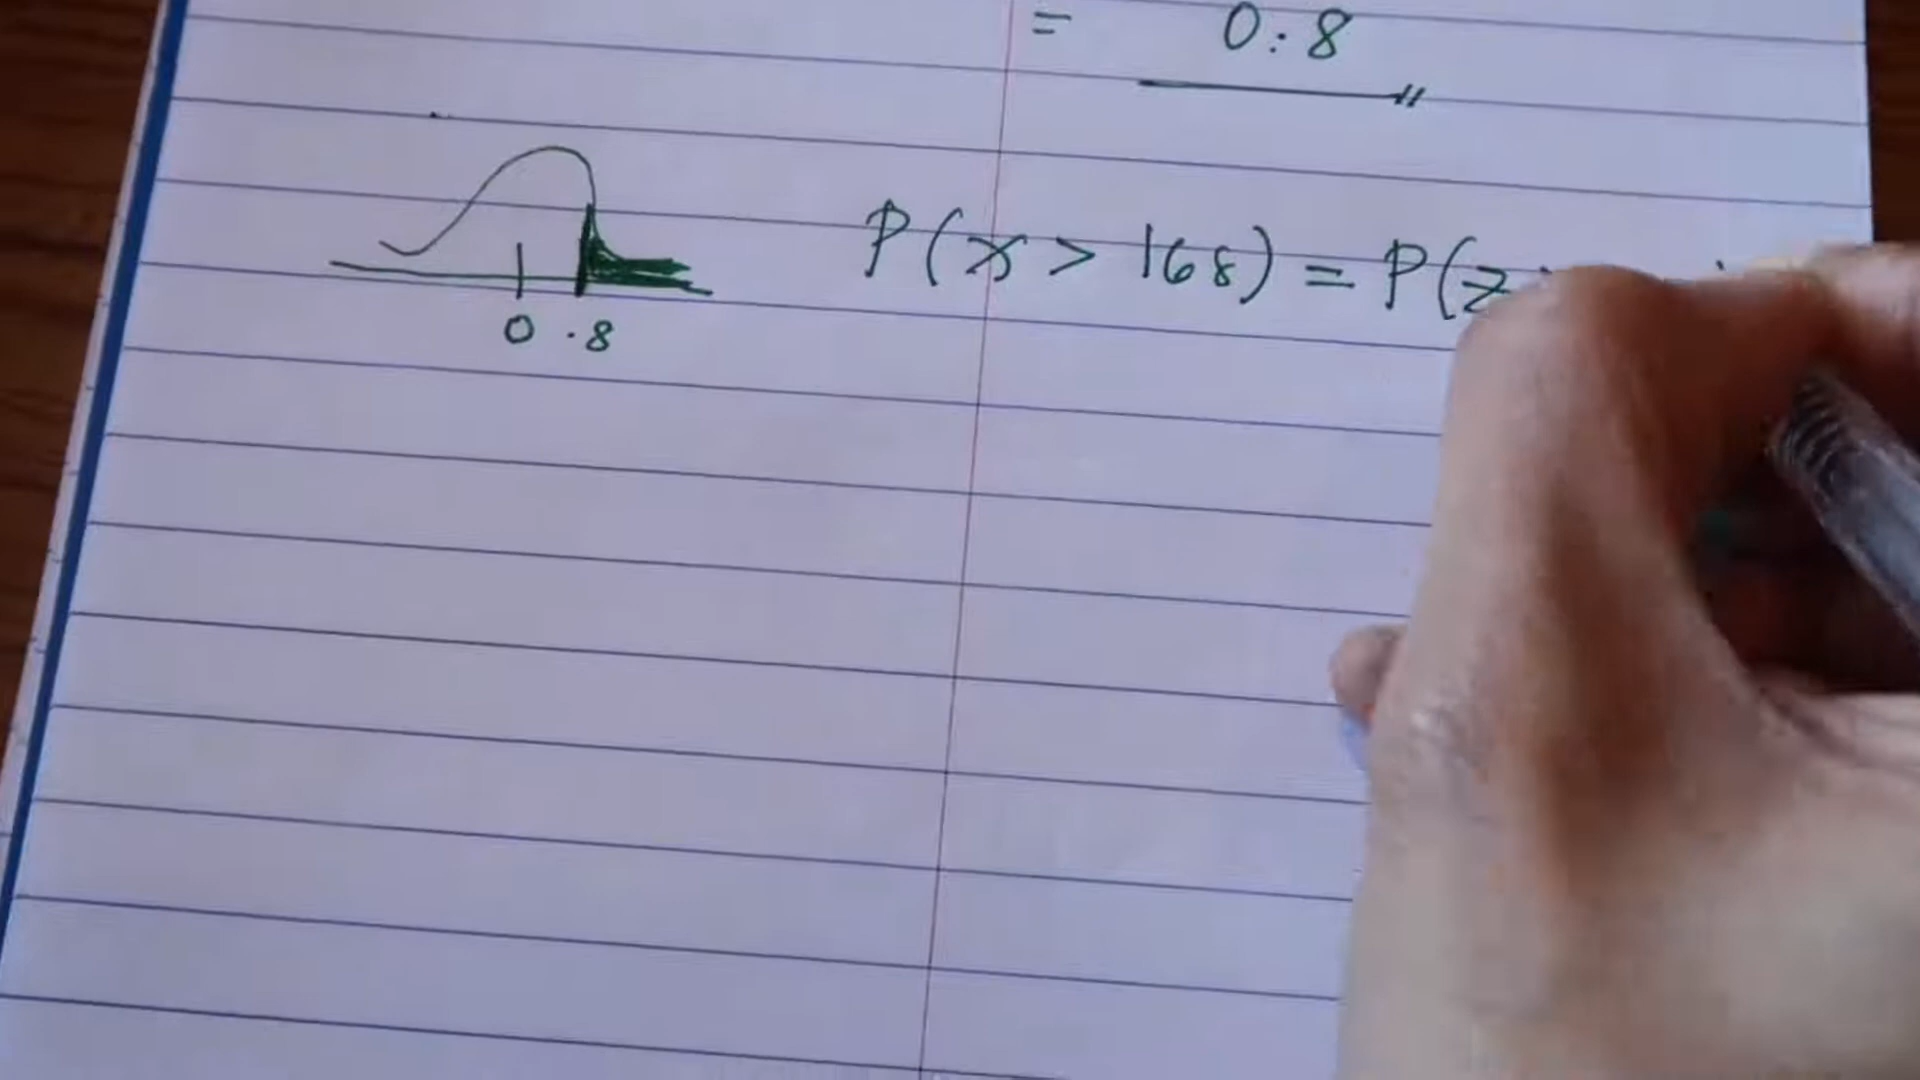 = 0.8
P(x > 168) = P(z
0 .8